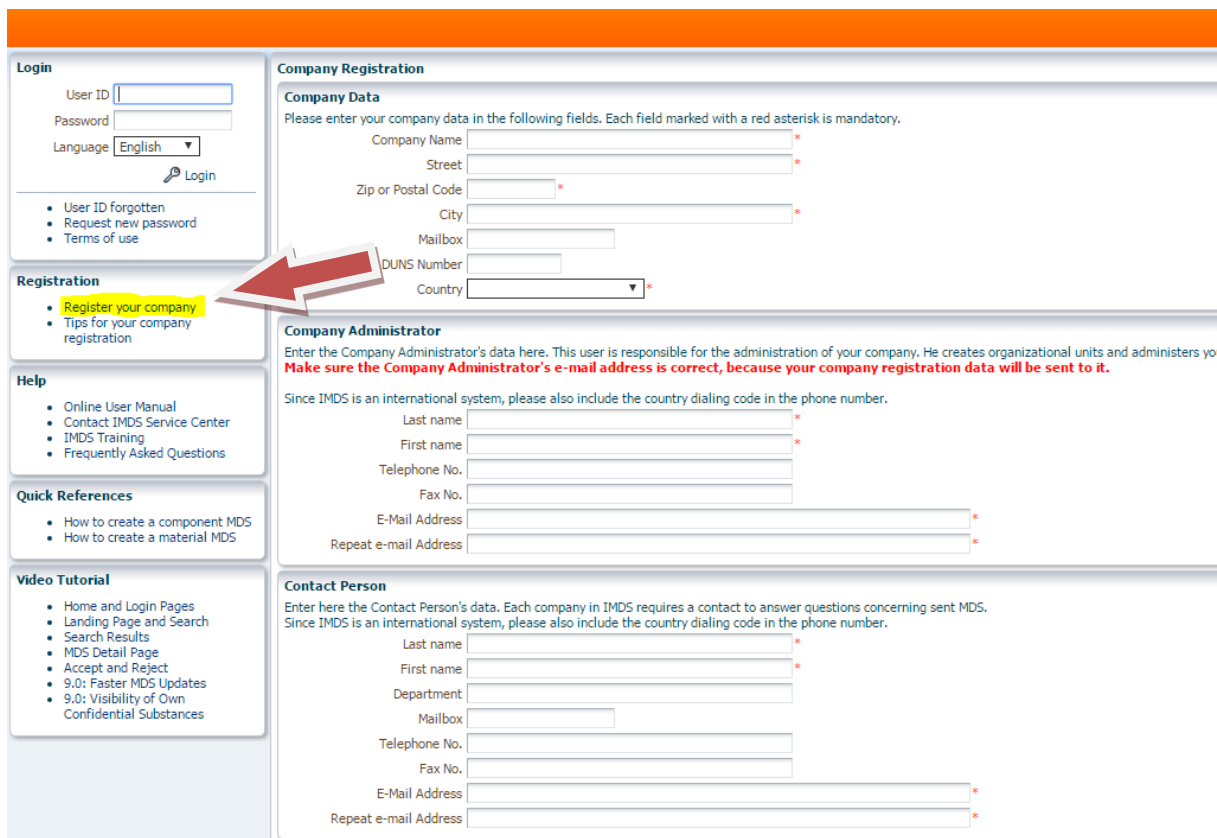 Login
User ID
Password
Language English
Login
User ID forgotten
Request new password
Terms of use
Registration
Register your company
Tips for your company
registration
Help
Online User Manual
Contact IMDS Service Center
IMDS Training
Frequently Asked Questions
Quick References
How to create a component MDS
How to create a material MDS
Video Tutorial
Home and Login Pages
Landing Page and Search
Search Results
MDS Detail Page
Accept and Reject
9.0: Faster MDS Updates
9.0: Visibility of Own
Confidential Substances
Company Registration
Company Data
Please enter your company data in the following fields. Each field marked with a red asterisk is mandatory.
Company Name *
Street *
Zip or Postal Code *
City *
Mailbox
DUNS Number
Country *
Company Administrator
Enter the Company Administrator's data here. This user is responsible for the administration of your company. He creates organizational units and administers yo
Make sure the Company Administrator's e-mail address is correct, because your company registration data will be sent to it.
Since IMDS is an international system, please also include the country dialing code in the phone number.
Last name *
First name *
Telephone No.
Fax No.
E-Mail Address *
Repeat e-mail Address *
Contact Person
Enter here the Contact Person's data. Each company in IMDS requires a contact to answer questions concerning sent MDS.
Since IMDS is an international system, please also include the country dialing code in the phone number.
Last name *
First name *
Department
Mailbox
Telephone No.
Fax No.
E-Mail Address *
Repeat e-mail Address *